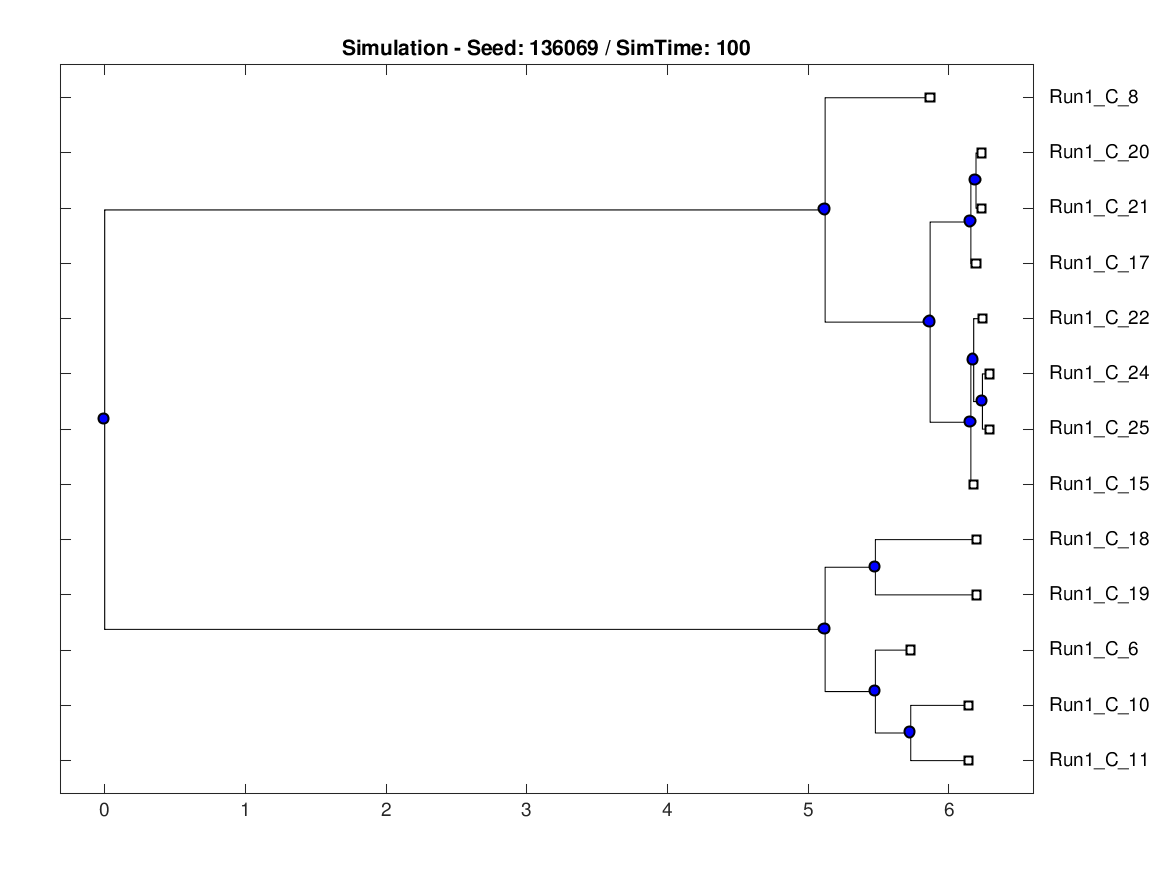 Simulation - Seed: 136069 / SimTime: 100
Run1_C_8
Run1_C_20
Run1_C_21
Run1_C_17
Run1_C_22
Run1_C_24
Run1_C_25
Run1_C_15
Run1_C_18
Run1_C_19
Run1_C_6
Run1_C_10
Run1_C_11
0 1 2 3 4 5 6